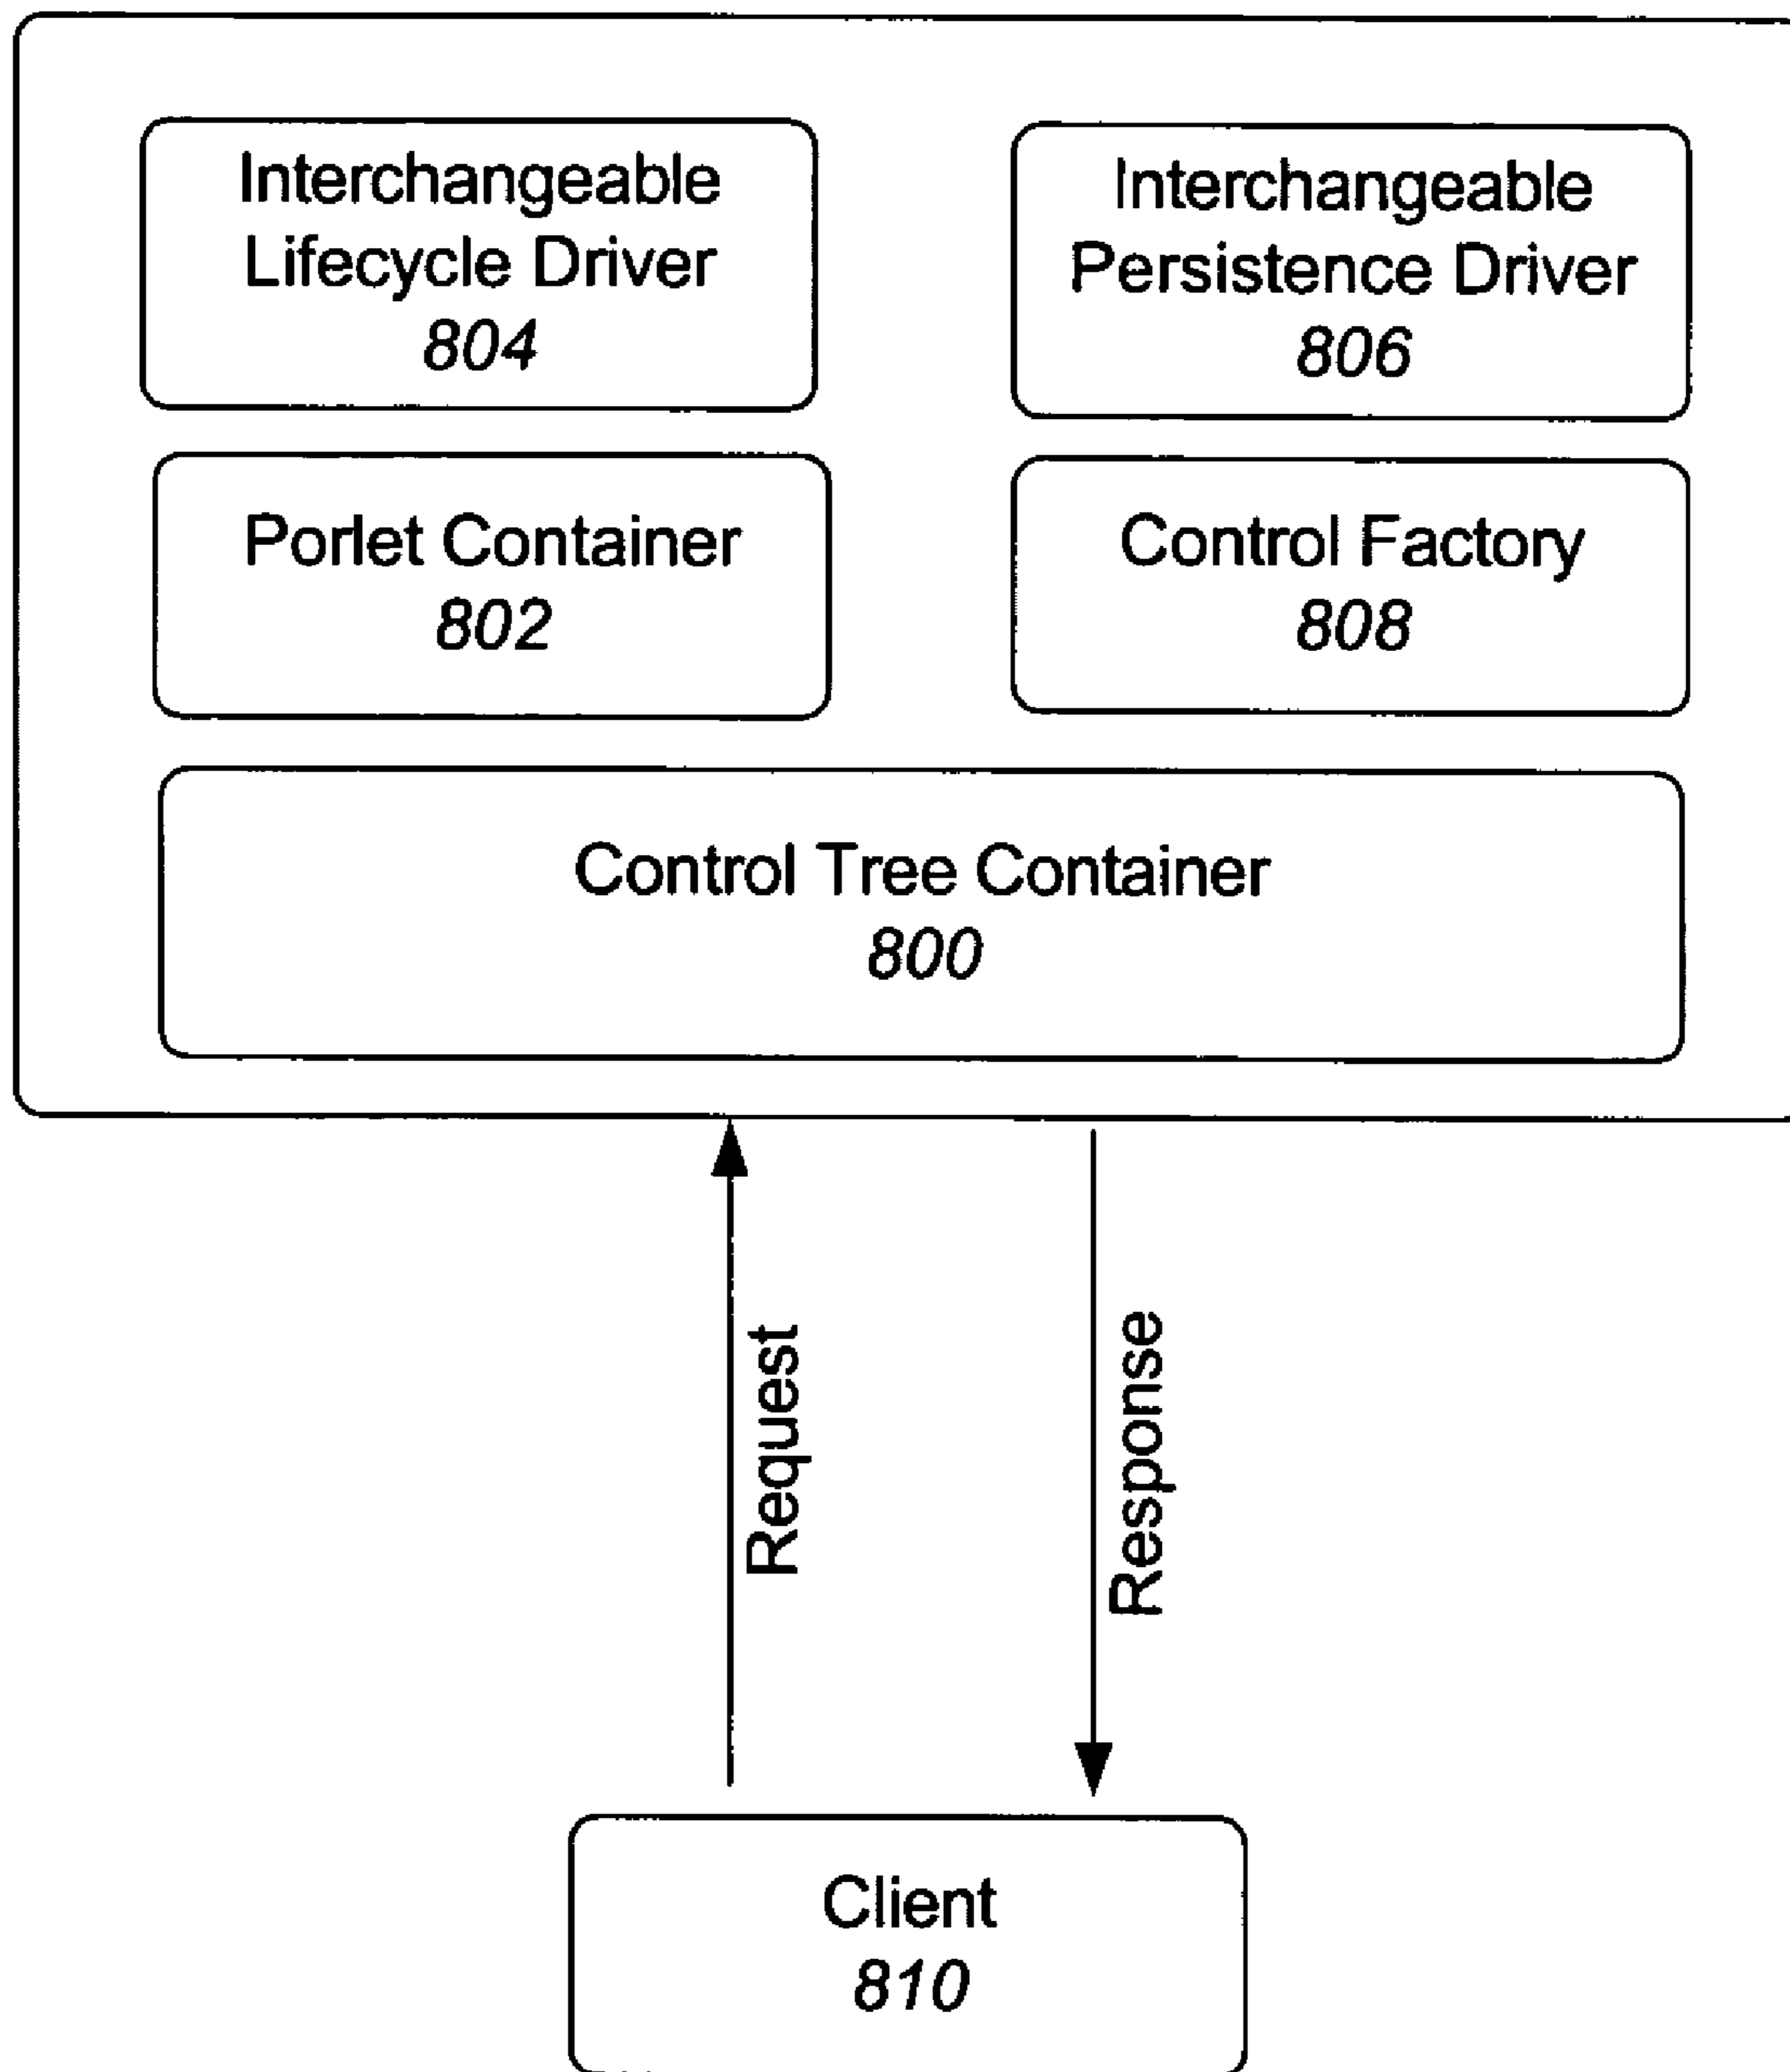 Interchangeable
Lifecycle Driver
804
Interchangeable
Persistence Driver
806
Porlet Container
802
Control Factory
808
Control Tree Container
800
Request
Response
Client
810